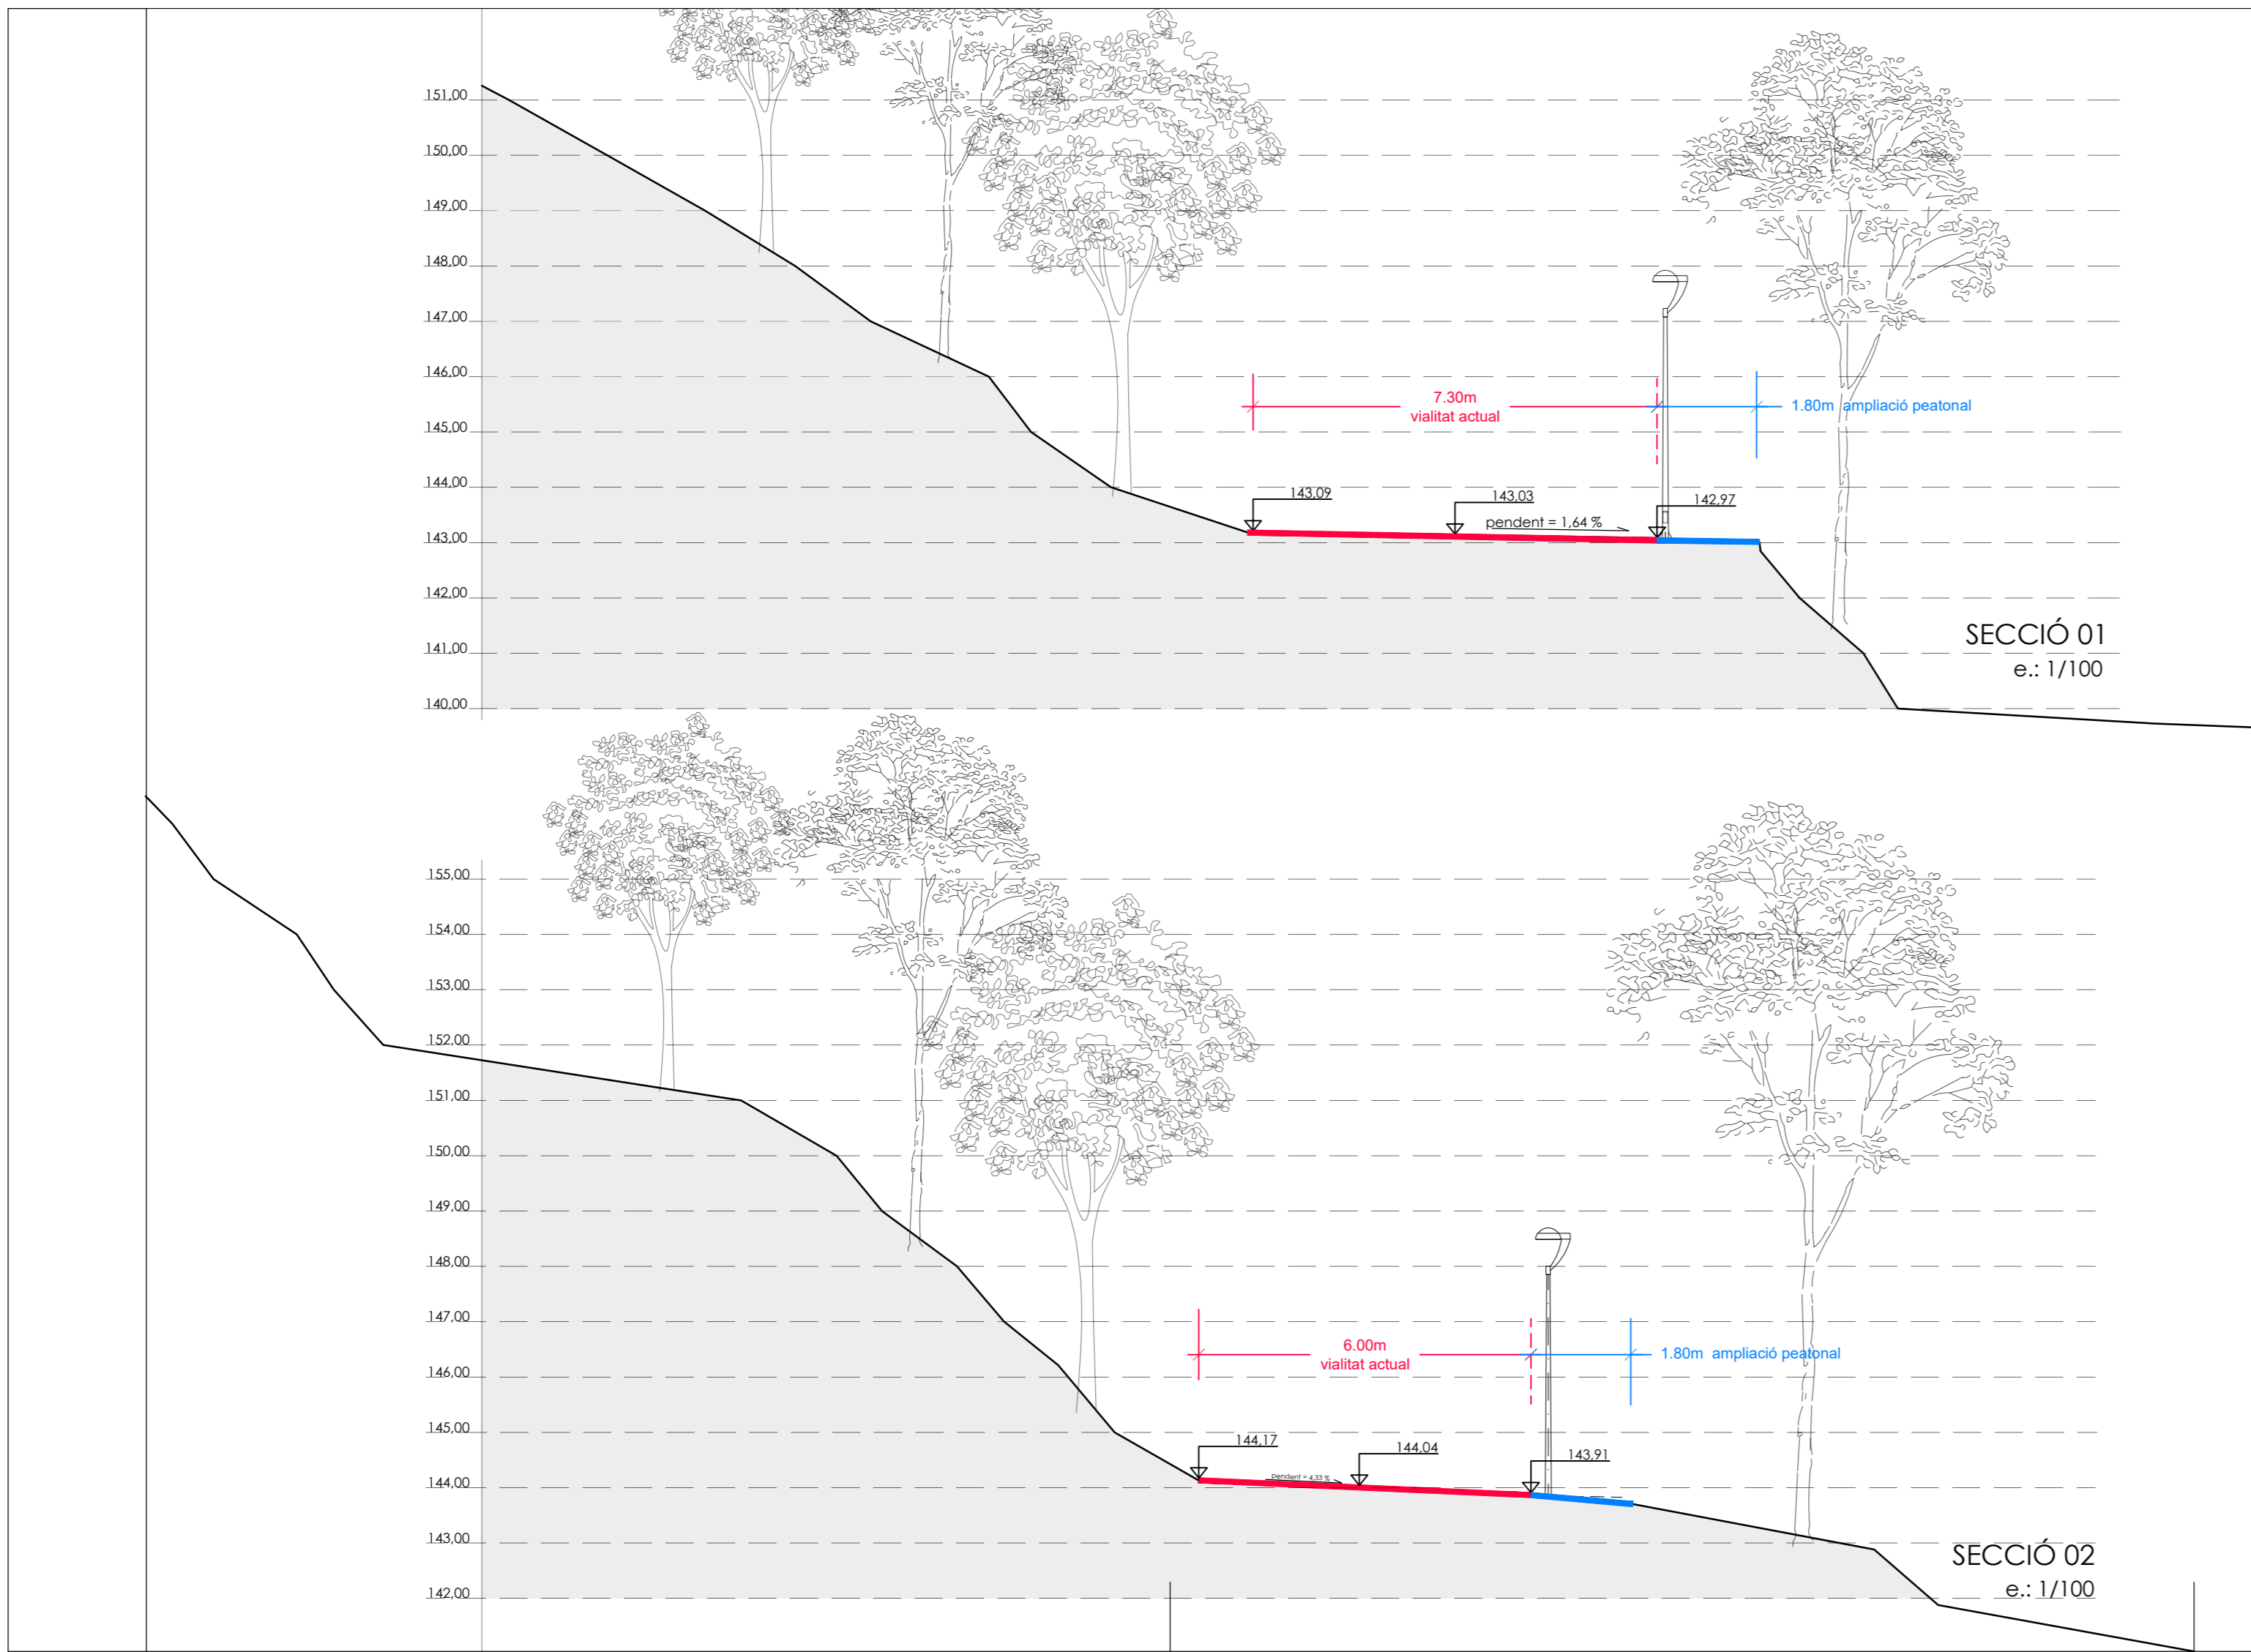 151,00
150,00
149,00
148,00
147,00
146,00
7.30m
vialitat actual
1.80m ampliació peatonal
145,00
144,00
143,09
143,03
142,97
pendent = 1,64 %
143,00
142,00
141,00
140,00
SECCIÓ 01
e.: 1/100
155,00
154,00
153,00
152,00
151,00
150,00
149,00
148,00
147,00
6.00m
vialitat actual
1.80m ampliació peatonal
146,00
145,00
144,17
144,04
143,91
pendent = 4,33 %
144,00
143,00
142,00
SECCIÓ 02
e.: 1/100